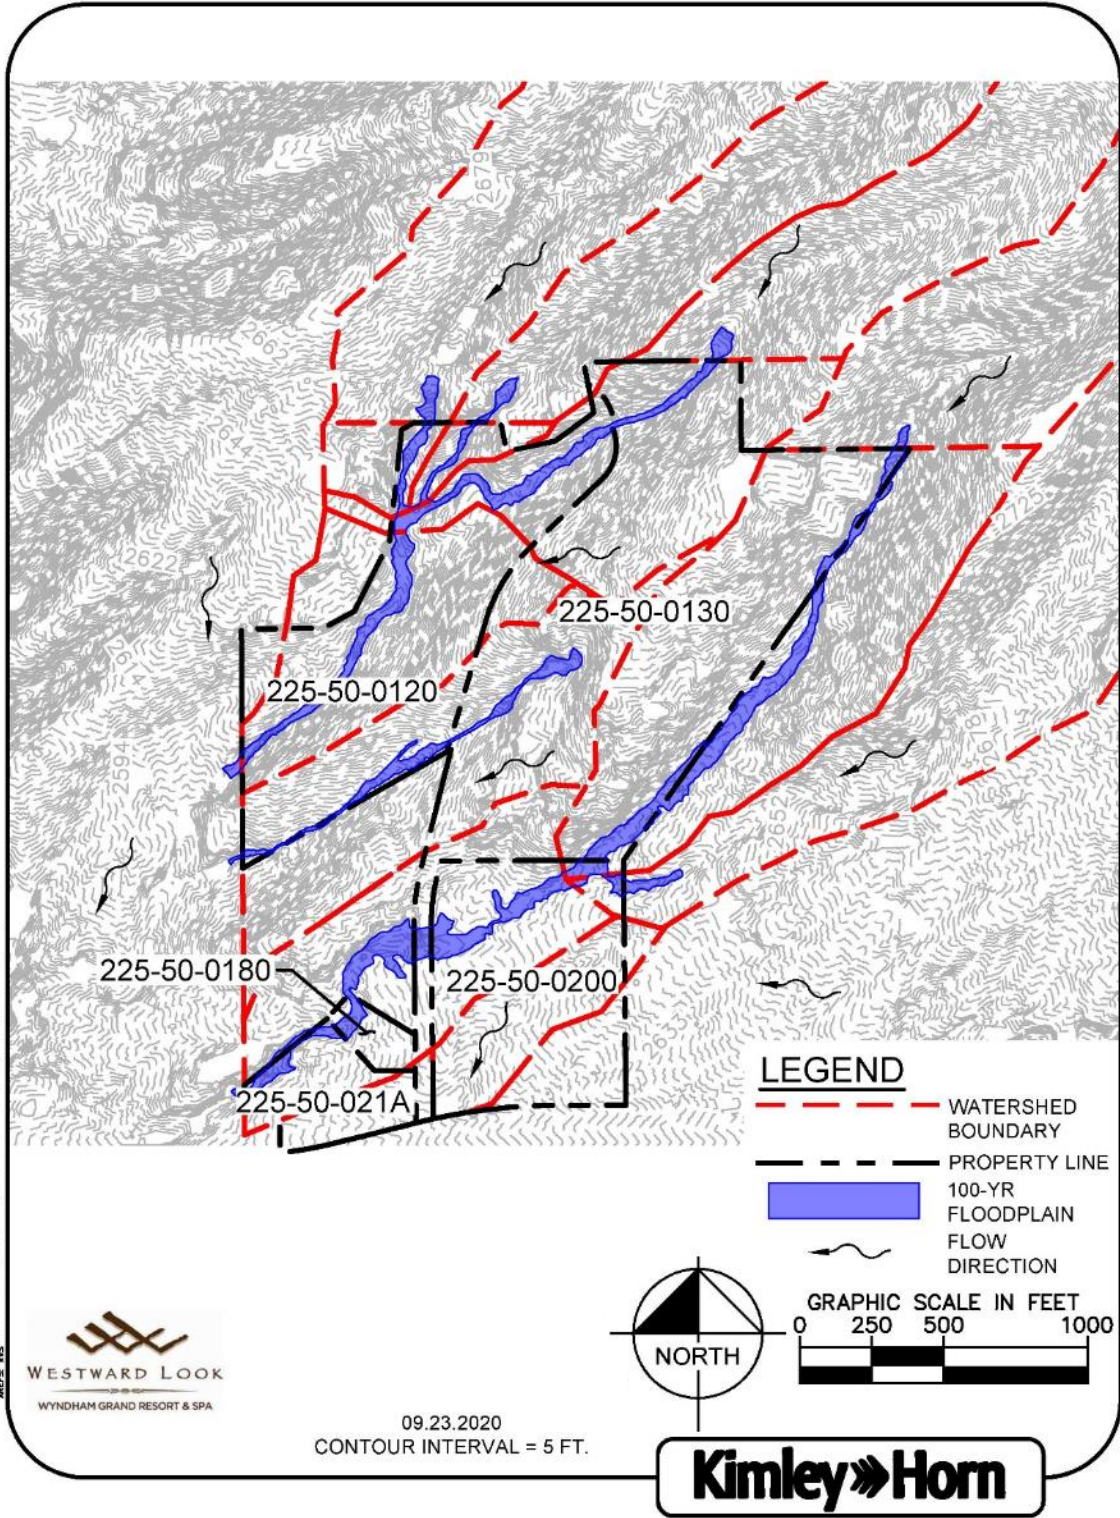 225-50-0130
225-50-0120
225-50-0180
225-50-0200
225-50-021A
LEGEND
WATERSHED
BOUNDARY
PROPERTY LINE
100-YR
FLOODPLAIN
FLOW
DIRECTION
GRAPHIC SCALE IN FEET
0 250 500 1000
NORTH
WESTWARD LOOK
WYNDHAM GRAND RESORT & SPA
09.23.2020
CONTOUR INTERVAL = 5 FT.
Kimley»Horn